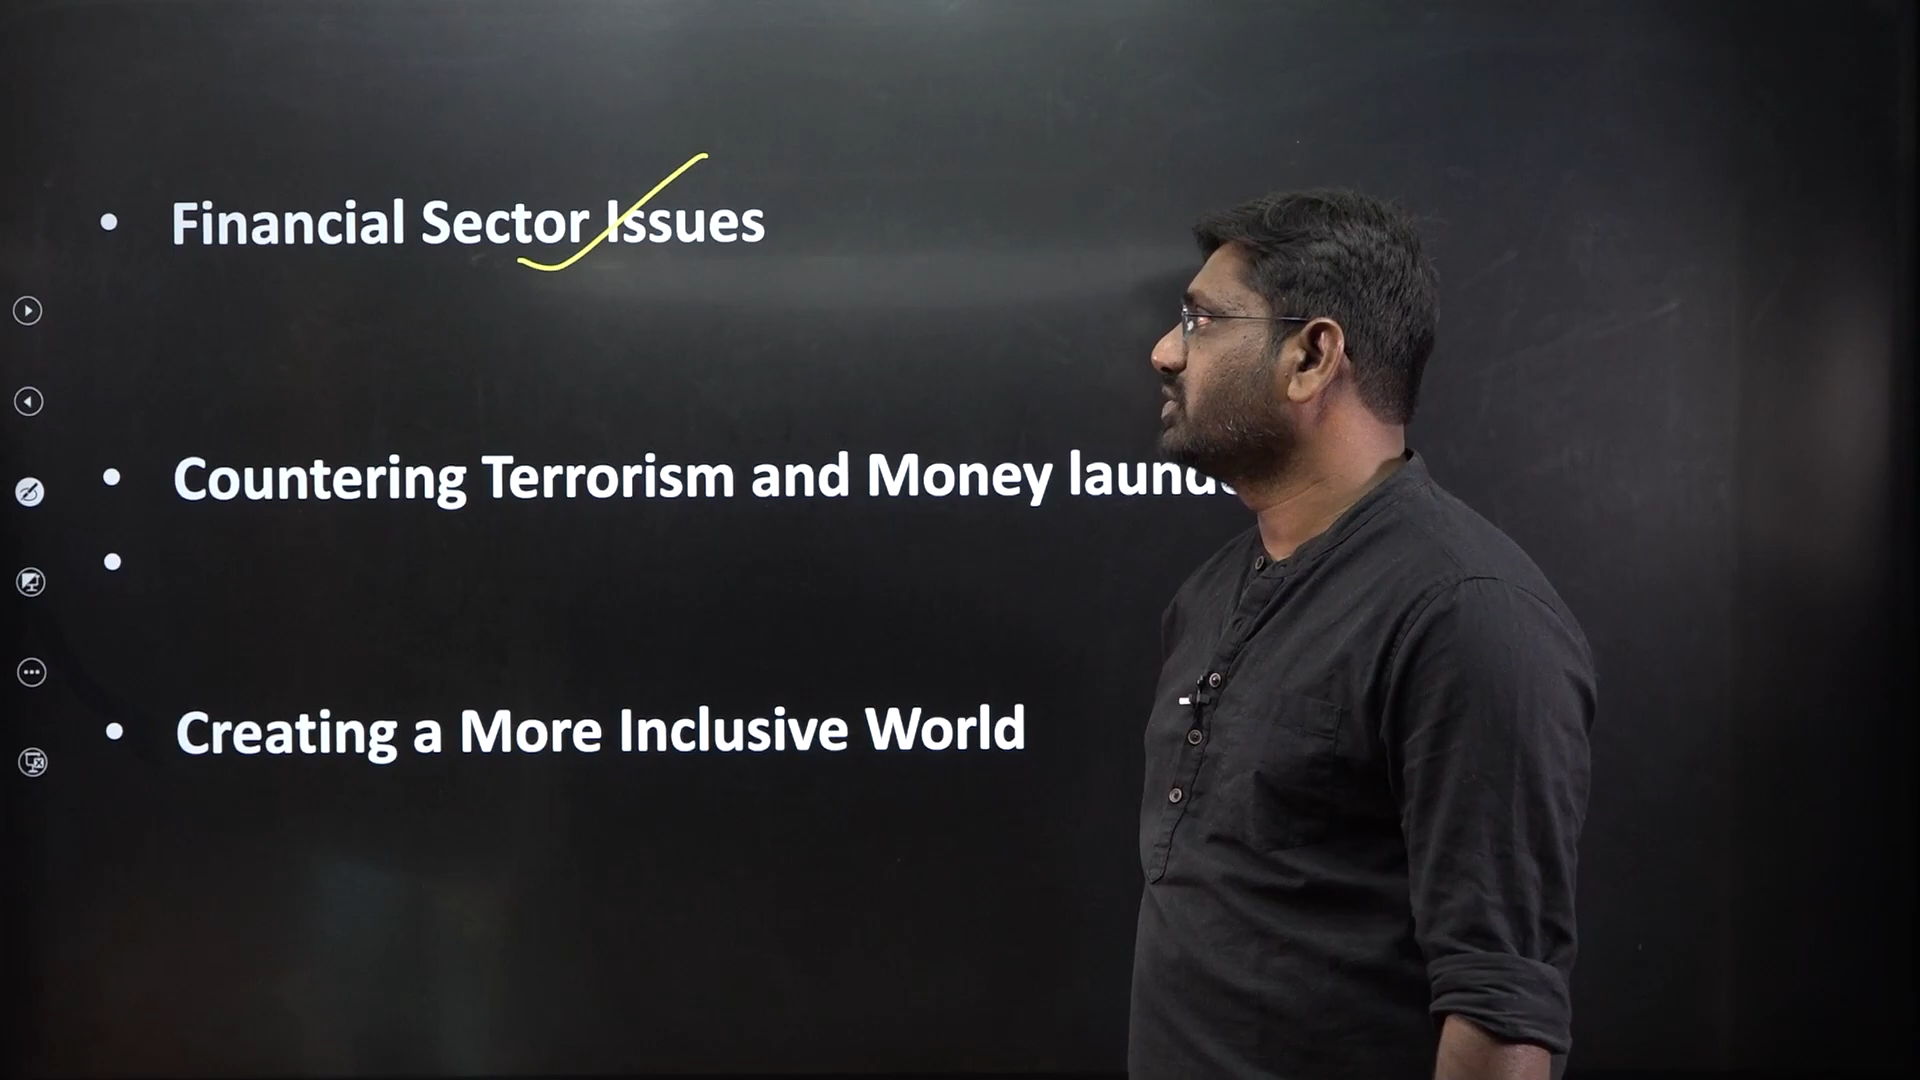 • Financial Sector Issues
• Countering Terrorism and Money
•
• Creating a More Inclusive World